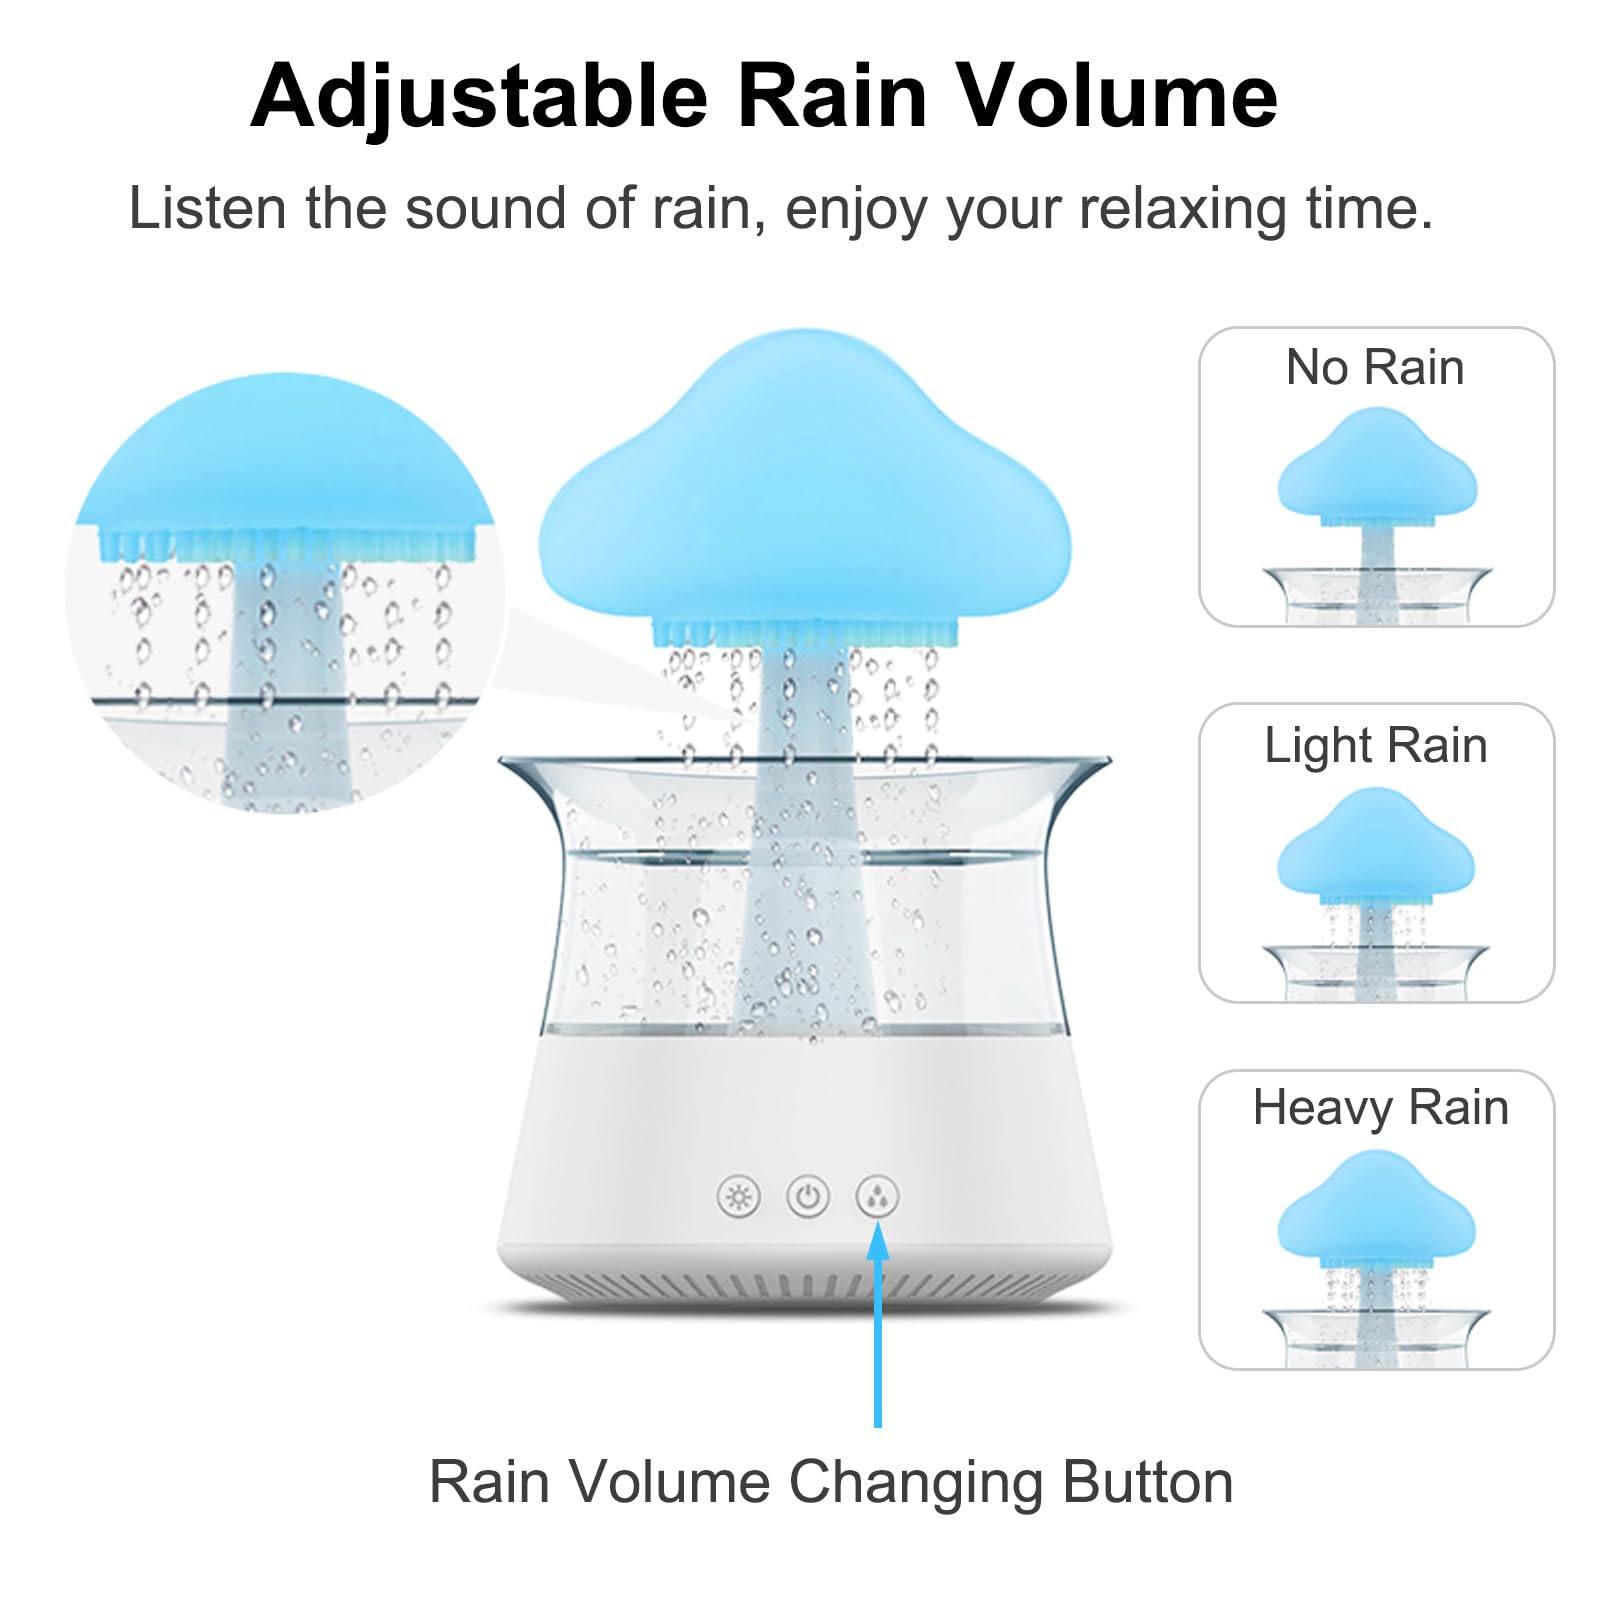 Adjustable Rain Volume
Listen the sound of rain, enjoy your relaxing time.
No Rain
Light Rain
Heavy Rain
Rain Volume Changing Button